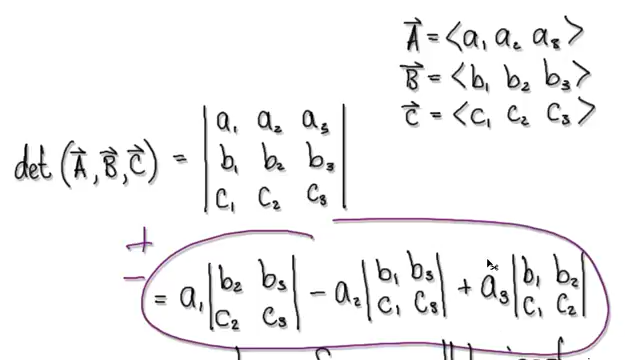 A⃗ = <a₁ a₂ a₃>
B⃗ = <b₁ b₂ b₃>
C⃗ = <c₁ c₂ c₃>
det (A⃗, B⃗, C⃗) = | a₁ a₂ a₃ |
| b₁ b₂ b₃ |
| c₁ c₂ c₃ |
+
−
= a₁ | b₂ b₃ | − a₂ | b₁ b₃ | + a₃ | b₁ b₂ |
| c₂ c₃ | | c₁ c₃ | | c₁ c₂ |